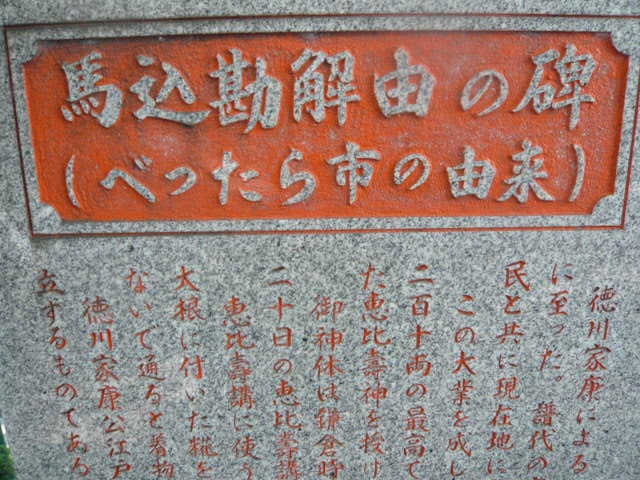 馬込勘解由の碑
(べったら市の由来)
徳川家康による
に至った。譜代の
民と共に現在地に
この大業を成し
二百十両の最高で
た恵比壽神を授け
御神体は鎌倉時
二十日の恵比壽講
恵比壽講に使う
大根に付いた糀を
ないで通ると着物
徳川家康公江戸
立するものであろ